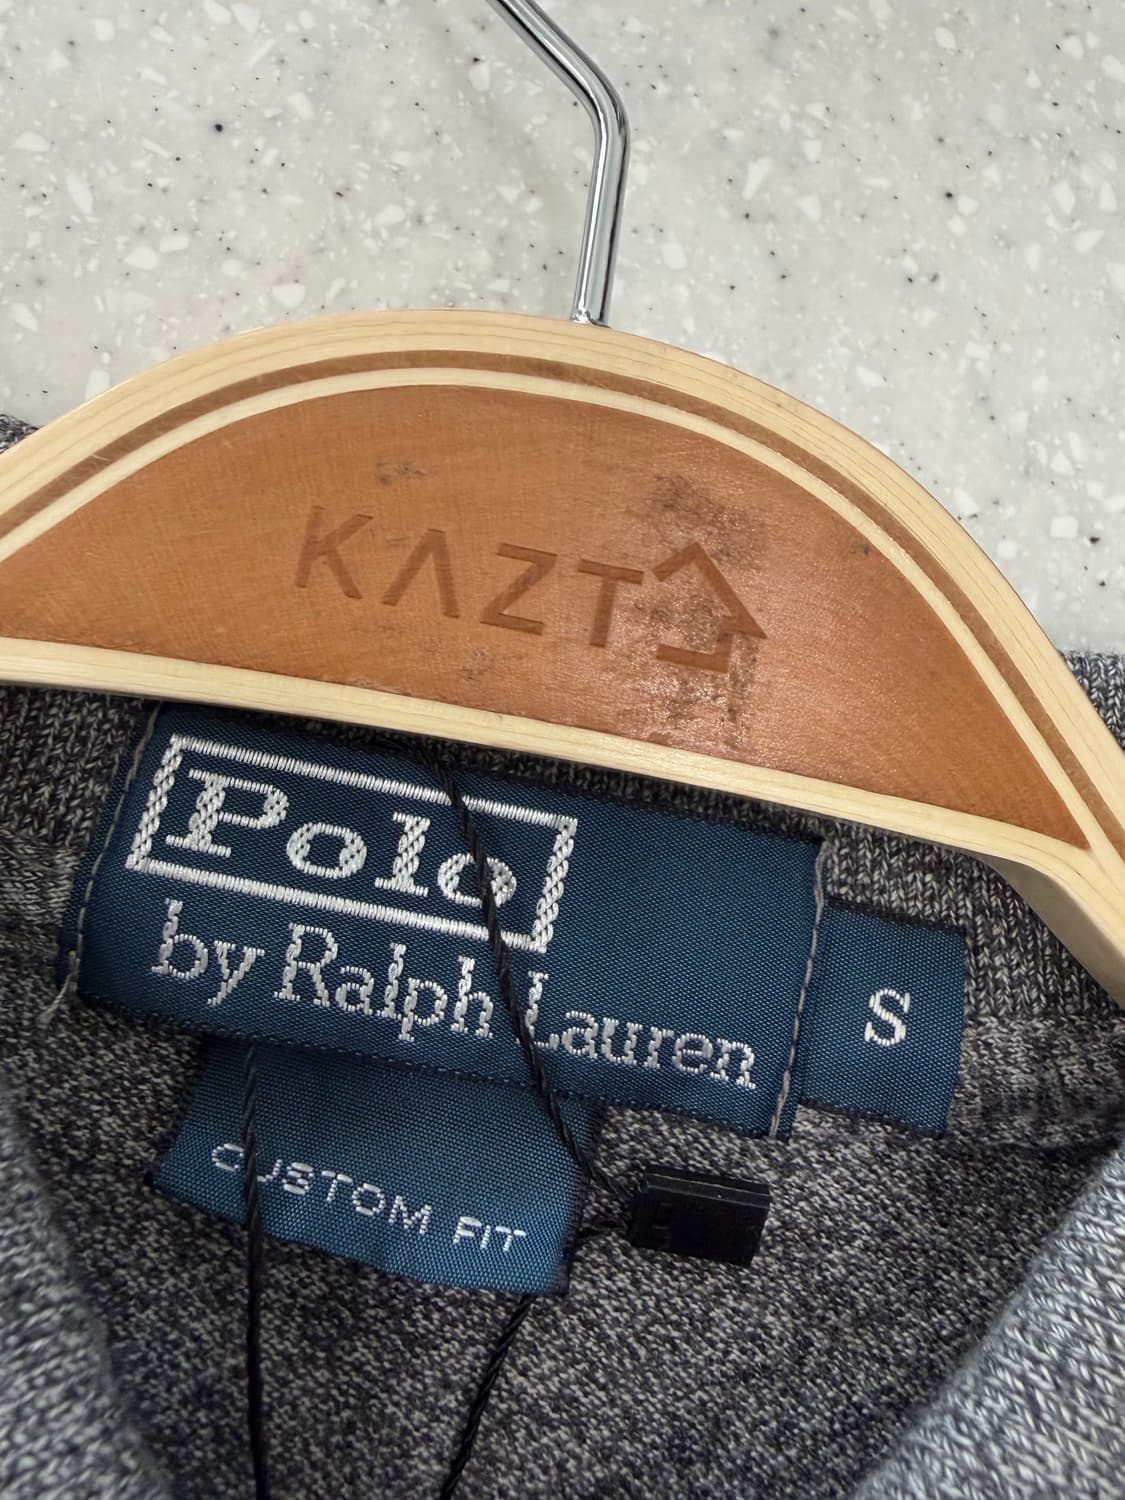 KAZT
Polo
by Ralph Lauren
S
CUSTOM FIT